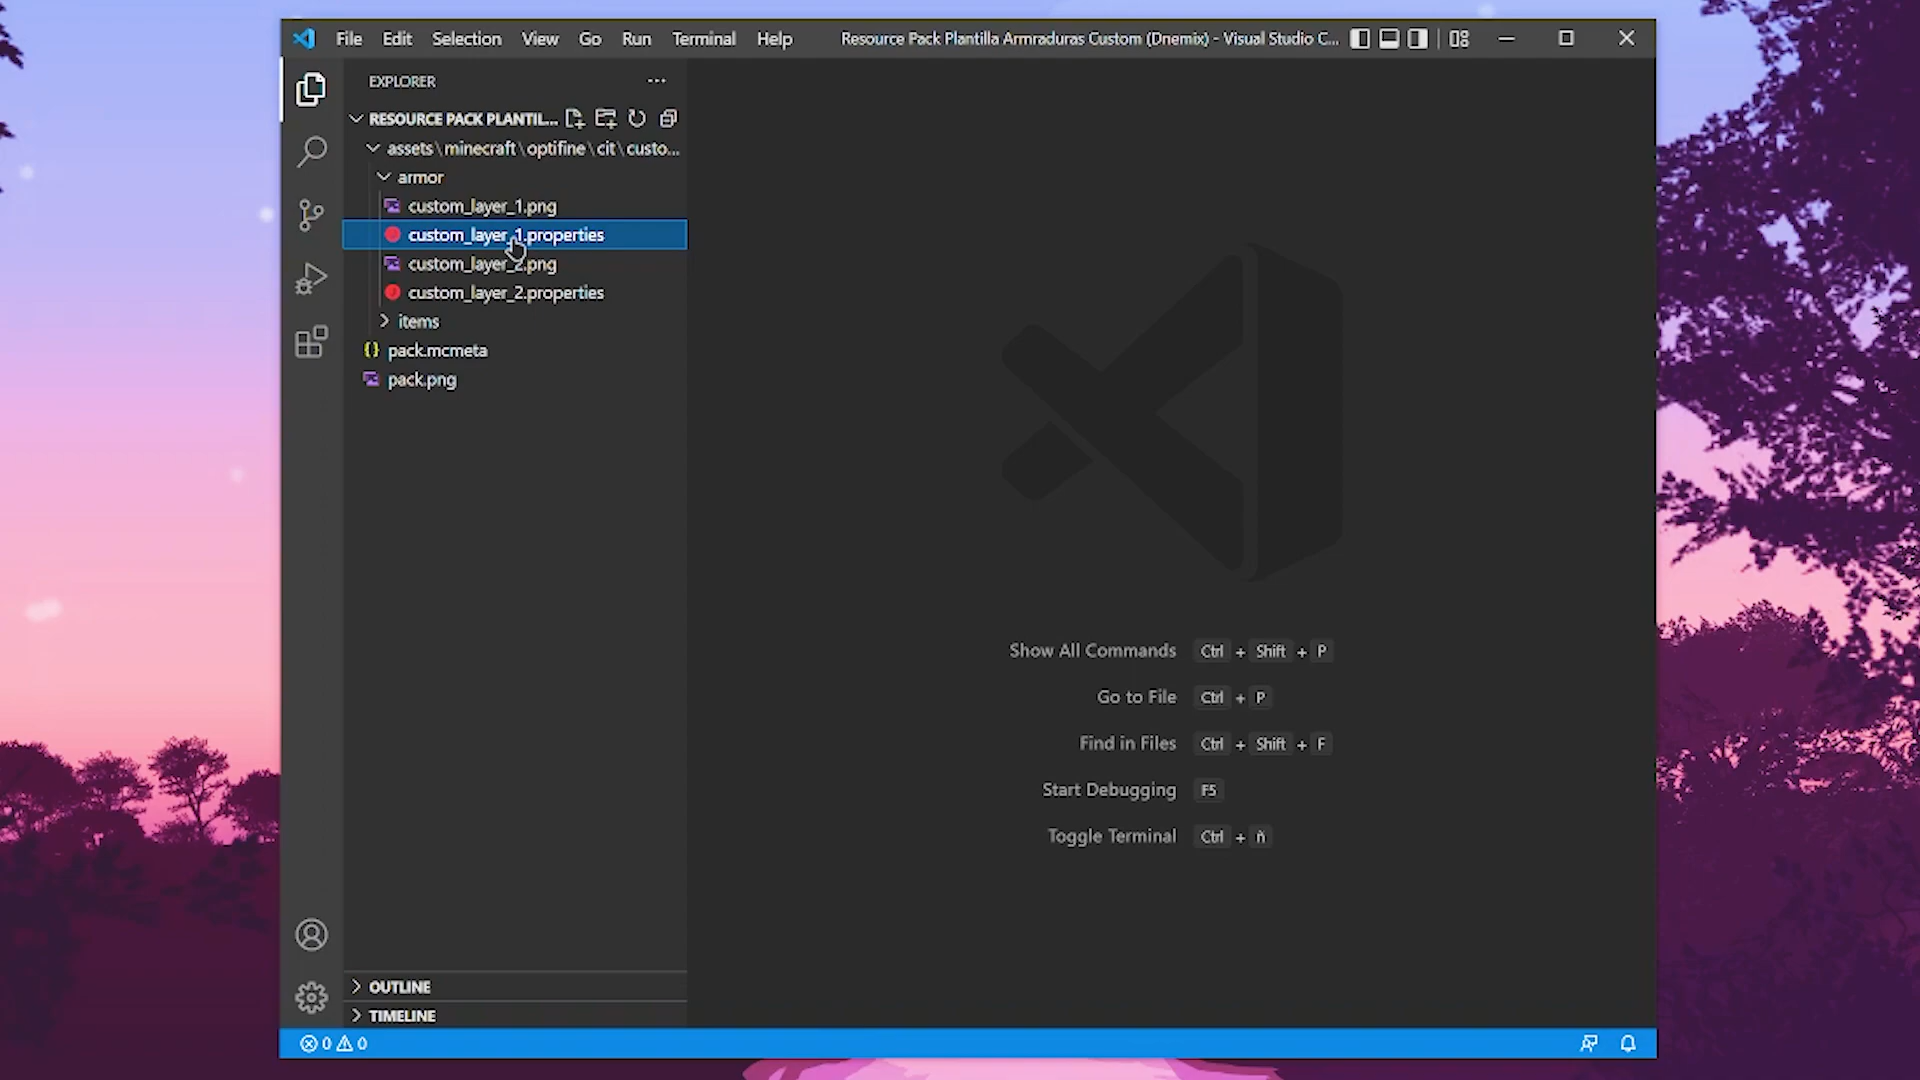 File Edit Selection View Go Run Terminal Help Resource Pack Plantilla Armraduras Custom (Dnemix) - Visual Studio C...
EXPLORER
RESOURCE PACK PLANTIL...
assets\minecraft\optifine\cit\custo...
armor
custom_layer_1.png
custom_layer_1.properties
custom_layer_2.png
custom_layer_2.properties
items
{} pack.mcmeta
pack.png
Show All Commands Ctrl + Shift + P
Go to File Ctrl + P
Find in Files Ctrl + Shift + F
Start Debugging F5
Toggle Terminal Ctrl + ñ
OUTLINE
TIMELINE
0 0